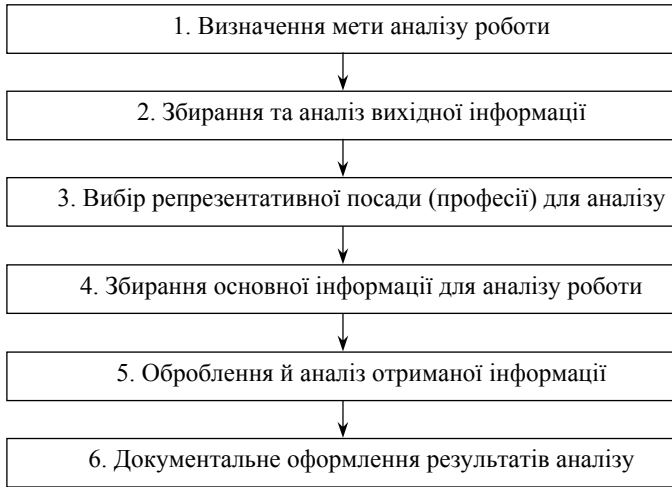 1. Визначення мети аналізу роботи
2. Збирання та аналіз вихідної інформації
3. Вибір репрезентативної посади (професії) для аналізу
4. Збирання основної інформації для аналізу роботи
5. Оброблення й аналіз отриманої інформації
6. Документальне оформлення результатів аналізу